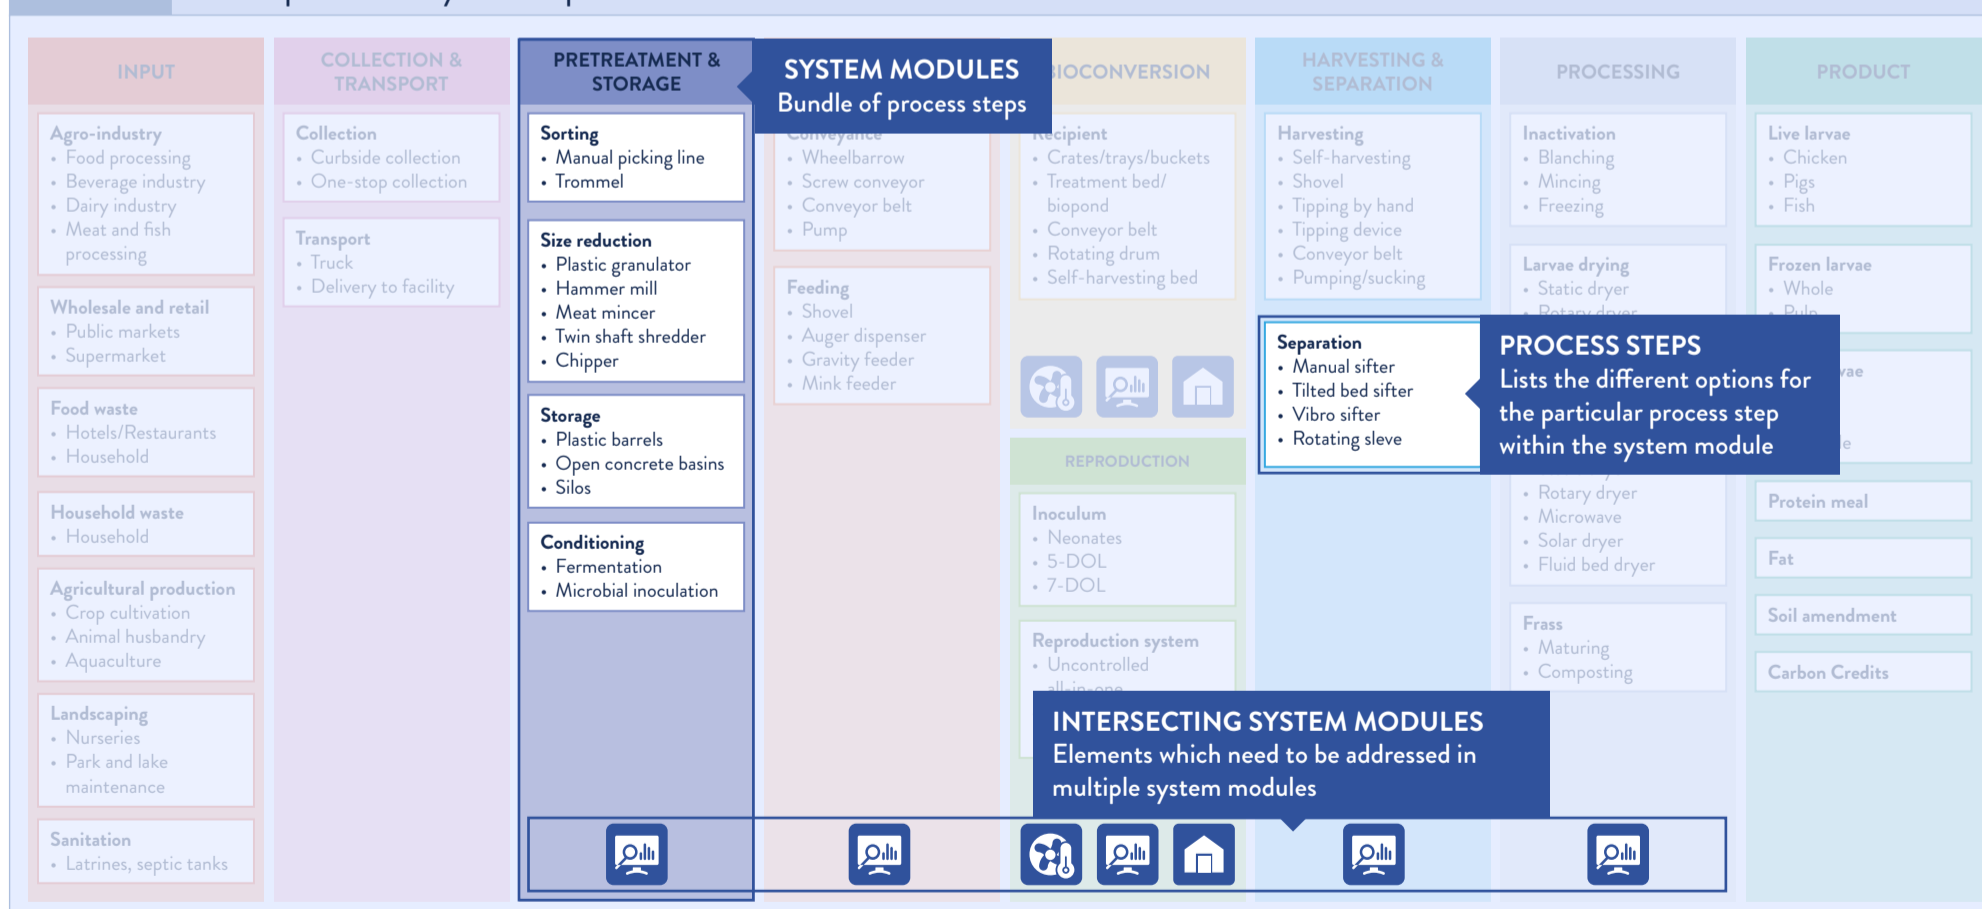 INPUT
Agro-industry
• Food processing
• Beverage industry
• Dairy industry
• Meat and fish
processing
Wholesale and retail
• Public markets
• Supermarket
Food waste
• Hotels/Restaurants
• Household
Household waste
• Household
Agricultural production
• Crop cultivation
• Animal husbandry
• Aquaculture
Landscaping
• Nurseries
• Park and lake
maintenance
Sanitation
• Latrines, septic tanks
COLLECTION &
TRANSPORT
Collection
• Curbside collection
• One-stop collection
Transport
• Truck
• Delivery to facility
PRETREATMENT &
STORAGE
Sorting
• Manual picking line
• Trommel
Size reduction
• Plastic granulator
• Hammer mill
• Meat mincer
• Twin shaft shredder
• Chipper
Storage
• Plastic barrels
• Open concrete basins
• Silos
Conditioning
• Fermentation
• Microbial inoculation
SYSTEM MODULES
Bundle of process steps
Conveyance
• Wheelbarrow
• Screw conveyor
• Conveyor belt
• Pump
Feeding
• Shovel
• Auger dispenser
• Gravity feeder
• Mink feeder
BIOCONVERSION
Recipient
• Crates/trays/buckets
• Treatment bed/
biopond
• Conveyor belt
• Rotating drum
• Self-harvesting bed
REPRODUCTION
Inoculum
• Neonates
• 5-DOL
• 7-DOL
Reproduction system
• Uncontrolled
all-in-one
HARVESTING &
SEPARATION
Harvesting
• Self-harvesting
• Shovel
• Tipping by hand
• Tipping device
• Conveyor belt
• Pumping/sucking
Separation
• Manual sifter
• Tilted bed sifter
• Vibro sifter
• Rotating sleve
PROCESS STEPS
Lists the different options for
the particular process step
within the system module
INTERSECTING SYSTEM MODULES
Elements which need to be addressed in
multiple system modules
PROCESSING
Inactivation
• Blanching
• Mincing
• Freezing
Larvae drying
• Static dryer
• Rotary dryer
• Rotary dryer
• Microwave
• Solar dryer
• Fluid bed dryer
Frass
• Maturing
• Composting
PRODUCT
Live larvae
• Chicken
• Pigs
• Fish
Frozen larvae
• Whole
• Pulp
Protein meal
Fat
Soil amendment
Carbon Credits